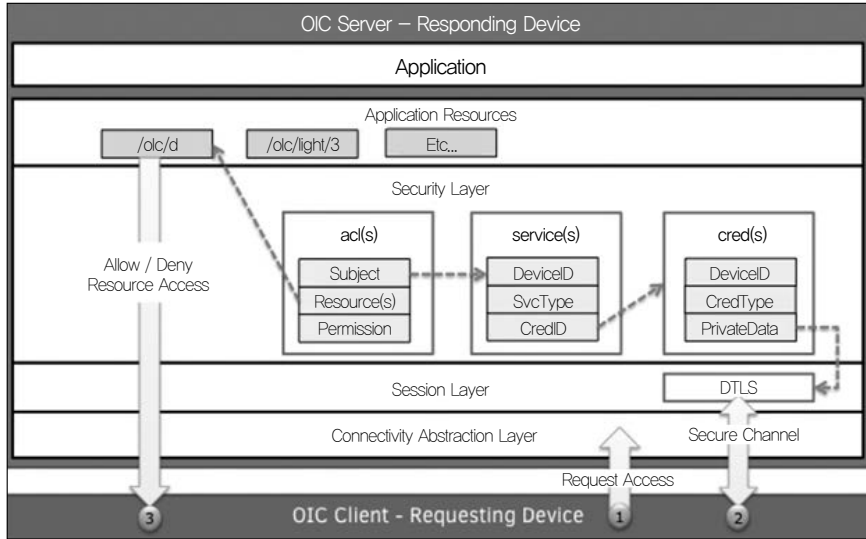 OIC Server – Responding Device
Application
Application Resources
/olc/d
/olc/light/3
Etc...
Security Layer
acl(s)
service(s)
cred(s)
Allow / Deny
Resource Access
Subject
Resource(s)
Permission
DeviceID
SvcType
CredID
DeviceID
CredType
PrivateData
Session Layer
DTLS
Connectivity Abstraction Layer
Secure Channel
Request Access
3
OIC Client - Requesting Device
1
2